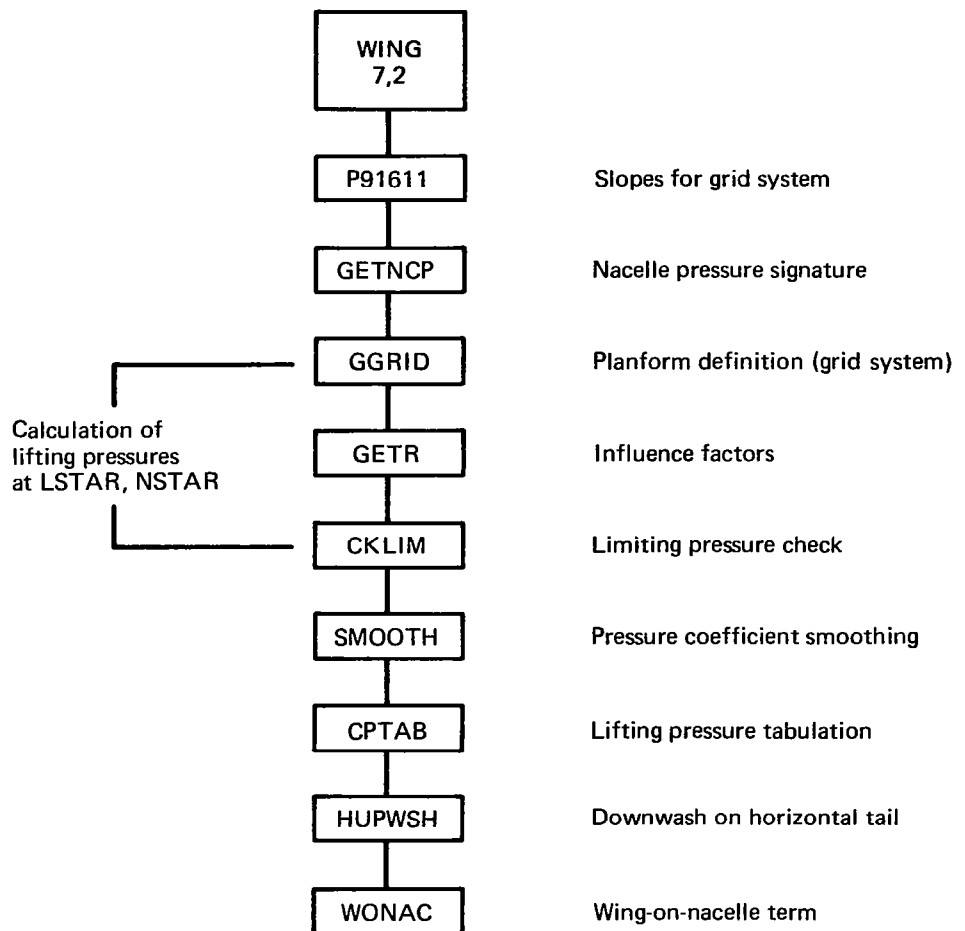 WING
7,2
P91611
Slopes for grid system
GETNCP
Nacelle pressure signature
GGRID
Planform definition (grid system)
Calculation of
lifting pressures
at LSTAR, NSTAR
GETR
Influence factors
CKLIM
Limiting pressure check
SMOOTH
Pressure coefficient smoothing
CPTAB
Lifting pressure tabulation
HUPWSH
Downwash on horizontal tail
WONAC
Wing-on-nacelle term